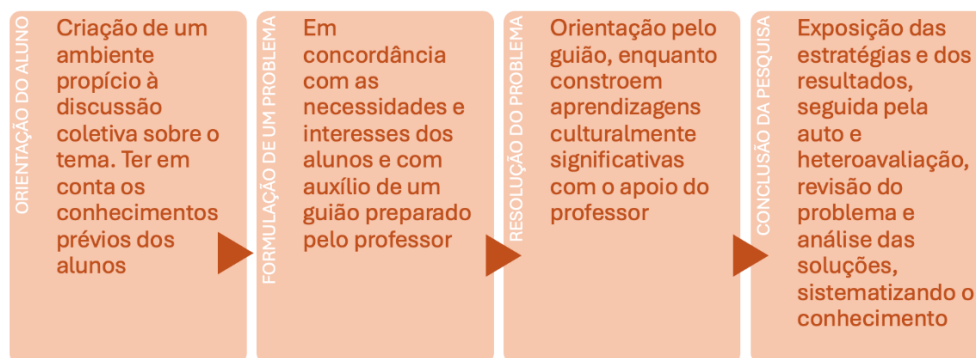 ORIENTAÇÃO DO ALUNO
Criação de um
ambiente
propício à
discussão
coletiva sobre o
tema. Ter em
conta os
conhecimentos
prévios dos
alunos
FORMULAÇÃO DE UM PROBLEMA
Em
concordância
com as
necessidades e
interesses dos
alunos e com
auxílio de um
guião preparado
pelo professor
RESOLUÇÃO DO PROBLEMA
Orientação pelo
guião, enquanto
constroem
aprendizagens
culturalmente
significativas
com o apoio do
professor
CONCLUSÃO DA PESQUISA
Exposição das
estratégias e dos
resultados,
seguida pela
auto e
heteroavaliação,
revisão do
problema e
análise das
soluções,
sistematizando o
conhecimento